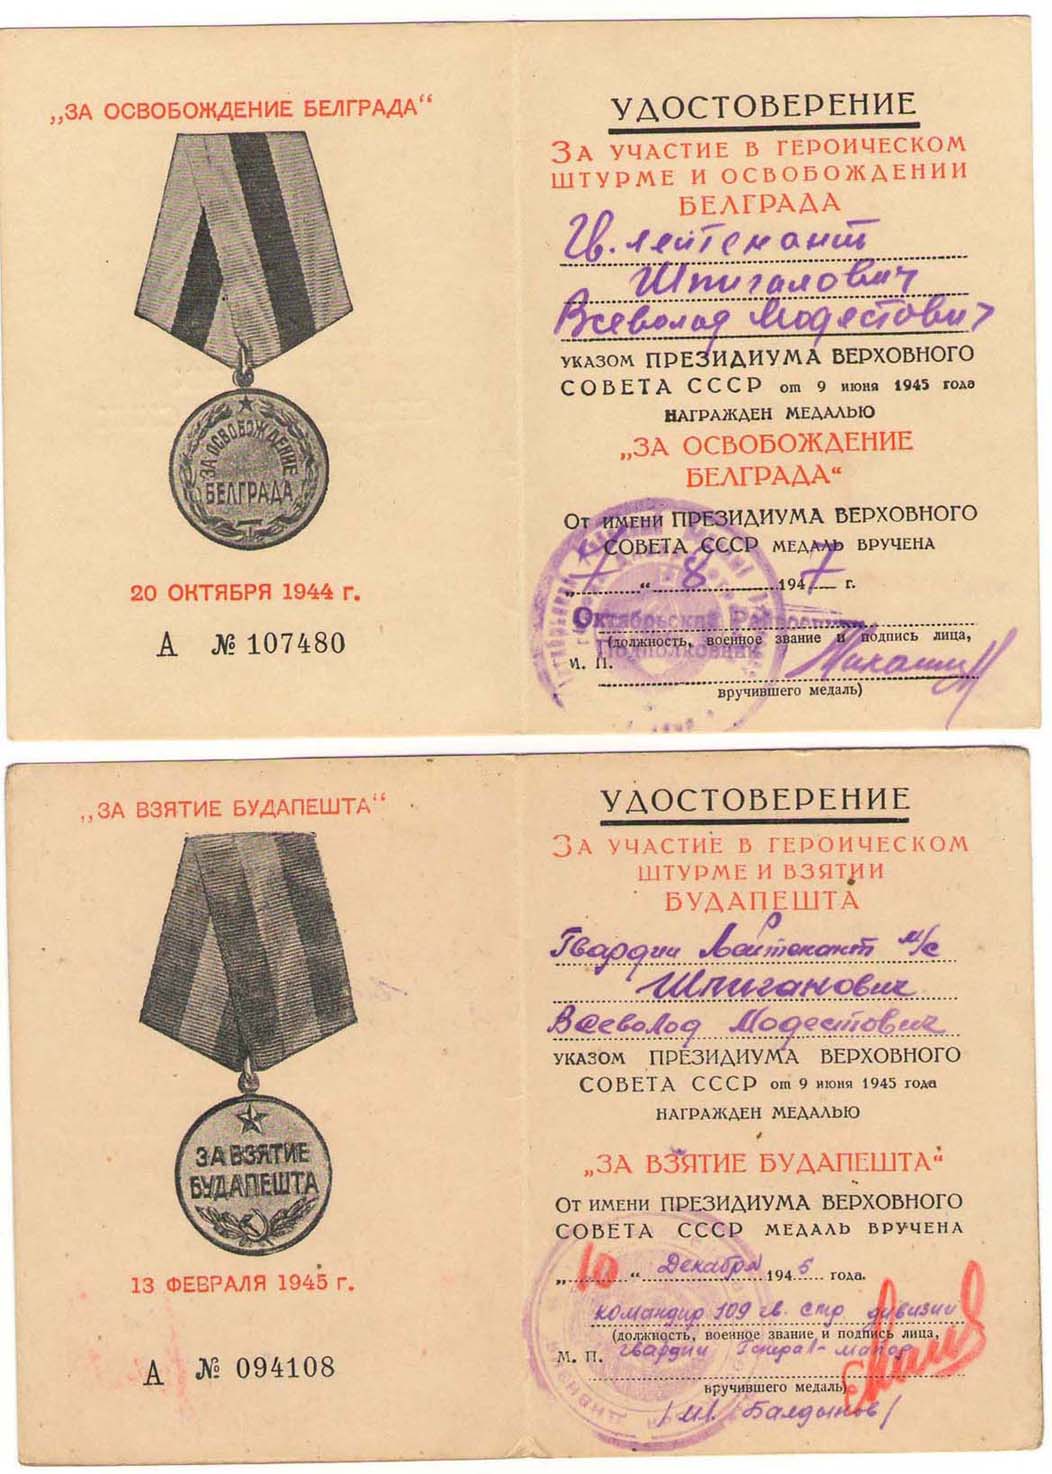 „ЗА ОСВОБОЖДЕНИЕ БЕЛГРАДА“
ЗА ОСВОБОЖДЕНИЕ
БЕЛГРАДА
20 ОКТЯБРЯ 1944 г.
А № 107480
УДОСТОВЕРЕНИЕ
ЗА УЧАСТИЕ В ГЕРОИЧЕСКОМ
ШТУРМЕ И ОСВОБОЖДЕНИИ
БЕЛГРАДА
Гв. лейтенант
Шпиганович
Всеволод Модестович
УКАЗОМ ПРЕЗИДИУМА ВЕРХОВНОГО
СОВЕТА СССР от 9 июня 1945 года
НАГРАЖДЕН МЕДАЛЬЮ
„ЗА ОСВОБОЖДЕНИЕ
БЕЛГРАДА“
ОТ ИМЕНИ ПРЕЗИДИУМА ВЕРХОВНОГО
СОВЕТА СССР МЕДАЛЬ ВРУЧЕНА
„7“ 8 1947 г.
Октябрьский
(должность, военное звание и подпись лица,
Подполковник
М. П.
вручившего медаль)
„ЗА ВЗЯТИЕ БУДАПЕШТА“
ЗА ВЗЯТИЕ
БУДАПЕШТА
13 ФЕВРАЛЯ 1945 г.
А № 094108
УДОСТОВЕРЕНИЕ
ЗА УЧАСТИЕ В ГЕРОИЧЕСКОМ
ШТУРМЕ И ВЗЯТИИ
БУДАПЕШТА
Гвардии Лейтенант м/с
Шпиганович
Всеволод Модестович
УКАЗОМ ПРЕЗИДИУМА ВЕРХОВНОГО
СОВЕТА СССР от 9 июня 1945 года
НАГРАЖДЕН МЕДАЛЬЮ
„ЗА ВЗЯТИЕ БУДАПЕШТА“
ОТ ИМЕНИ ПРЕЗИДИУМА ВЕРХОВНОГО
СОВЕТА СССР МЕДАЛЬ ВРУЧЕНА
„10“ Декабря 1945 года.
командир 109 гв. стр дивизии
(должность, военное звание и подпись лица,
М. П. гвардии Генерал-майор
вручившего медаль)
/И. Балдынов/